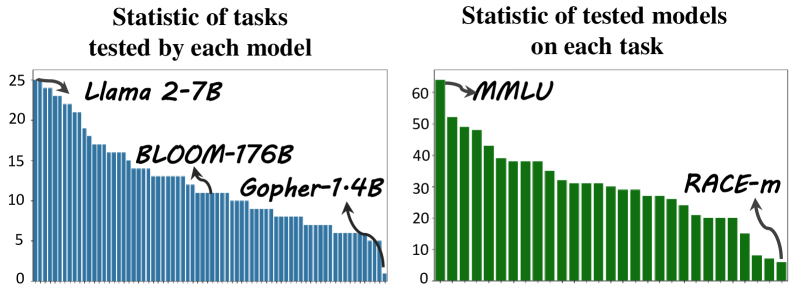 Statistic of tasks
tested by each model
25
20
15
10
5
0
Llama 2-7B
BLOOM-176B
Gopher-1.4B
Statistic of tested models
on each task
60
50
40
30
20
10
0
MMLU
RACE-m